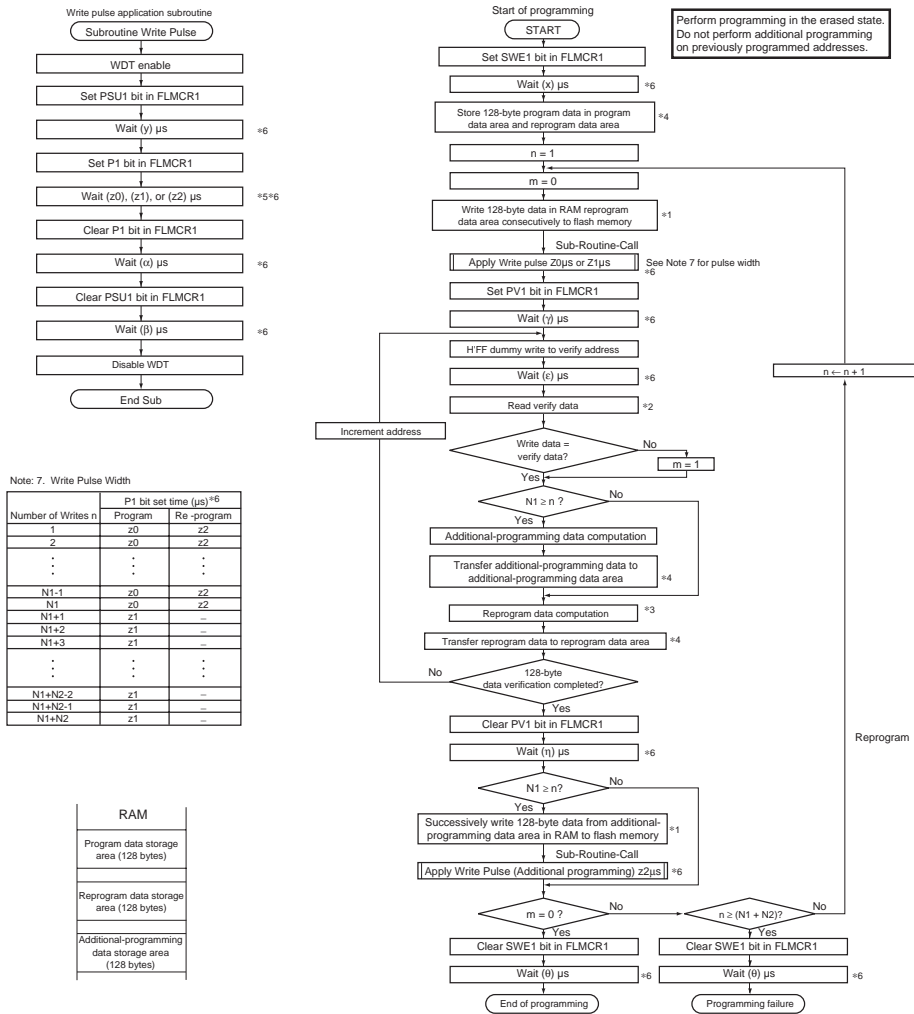 Write pulse application subroutine
Subroutine Write Pulse
WDT enable
Set PSU1 bit in FLMCR1
Wait (y) µs
*6
Set P1 bit in FLMCR1
Wait (z0), (z1), or (z2) µs
*5*6
Clear P1 bit in FLMCR1
Wait (α) µs
*6
Clear PSU1 bit in FLMCR1
Wait (β) µs
*6
Disable WDT
End Sub
Note: 7. Write Pulse Width
P1 bit set time (µs)*6
Number of Writes n Program Re -program
1 z0 z2
2 z0 z2
N1-1 z0 z2
N1 z0 z2
N1+1 z1 –
N1+2 z1 –
N1+3 z1 –
N1+N2-2 z1 –
N1+N2-1 z1 –
N1+N2 z1 –
RAM
Program data storage
area (128 bytes)
Reprogram data storage
area (128 bytes)
Additional-programming
data storage area
(128 bytes)
Start of programming
START
Set SWE1 bit in FLMCR1
Wait (x) µs
*6
Store 128-byte program data in program
data area and reprogram data area
*4
n = 1
m = 0
Write 128-byte data in RAM reprogram
data area consecutively to flash memory
*1
Sub-Routine-Call
Apply Write pulse Z0µs or Z1µs
See Note 7 for pulse width
*6
Set PV1 bit in FLMCR1
Wait (γ) µs
*6
H'FF dummy write to verify address
Wait (ε) µs
*6
Read verify data
*2
Increment address
Write data =
verify data?
No
m = 1
Yes
N1 ≥ n ?
No
Yes
Additional-programming data computation
Transfer additional-programming data to
additional-programming data area
*4
Reprogram data computation
*3
Transfer reprogram data to reprogram data area
*4
128-byte
data verification completed?
No
Yes
Clear PV1 bit in FLMCR1
Wait (η) µs
*6
N1 ≥ n?
No
Yes
Successively write 128-byte data from additional-
programming data area in RAM to flash memory
*1
Sub-Routine-Call
Apply Write Pulse (Additional programming) z2µs
*6
m = 0 ?
No
Yes
Clear SWE1 bit in FLMCR1
Wait (θ) µs
*6
End of programming
n ≥ (N1 + N2)?
No
Yes
Clear SWE1 bit in FLMCR1
Wait (θ) µs
*6
Programming failure
Reprogram
n ← n + 1
Perform programming in the erased state.
Do not perform additional programming
on previously programmed addresses.